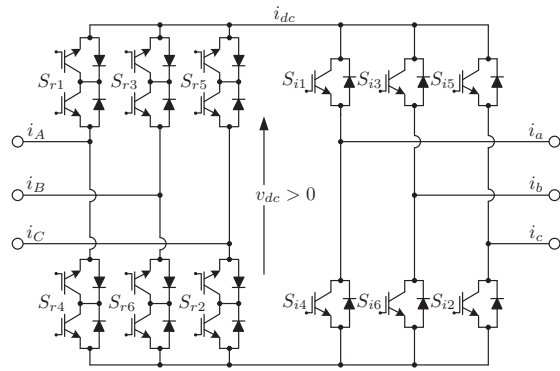 i_dc
S_r1 S_r3 S_r5 S_i1 S_i3 S_i5
i_A i_a
i_B v_dc > 0 i_b
i_C i_c
S_r4 S_r6 S_r2 S_i4 S_i6 S_i2